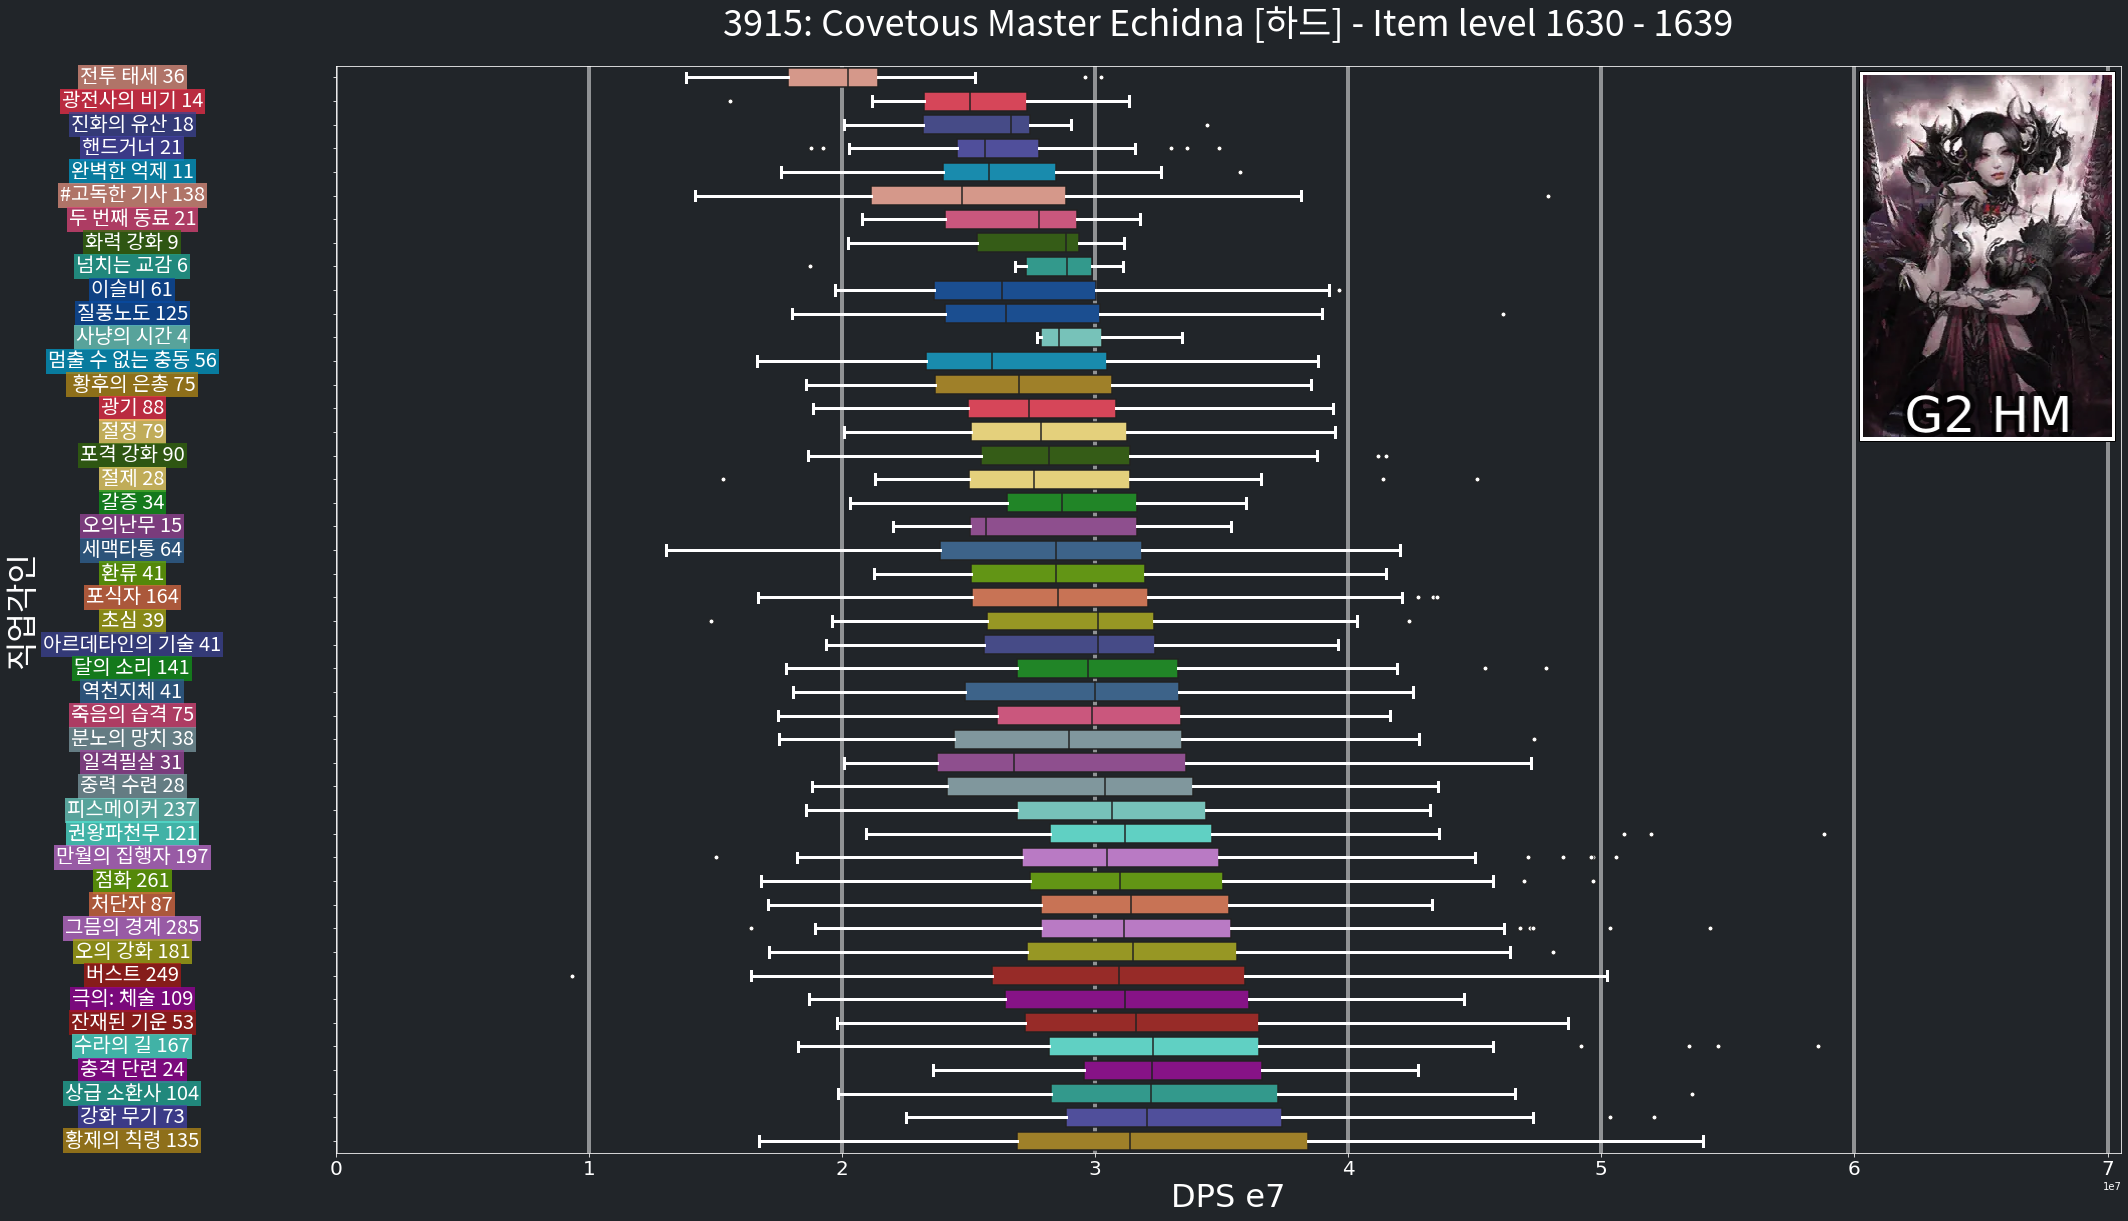 3915: Covetous Master Echidna [하드] - Item level 1630 - 1639
전투 태세 36
광전사의 비기 14
진화의 유산 18
핸드거너 21
완벽한 억제 11
#고독한 기사 138
두 번째 동료 21
화력 강화 9
넘치는 교감 6
이슬비 61
질풍노도 125
사냥의 시간 4
멈출 수 없는 충동 56
황후의 은총 75
광기 88
절정 79
포격 강화 90
절제 28
갈증 34
오의난무 15
세맥타통 64
환류 41
포식자 164
초심 39
아르데타인의 기술 41
달의 소리 141
역천지체 41
죽음의 습격 75
분노의 망치 38
일격필살 31
중력 수련 28
피스메이커 237
권왕파천무 121
만월의 집행자 197
점화 261
처단자 87
그믐의 경계 285
오의 강화 181
버스트 249
극의: 체술 109
잔재된 기운 53
수라의 길 167
충격 단련 24
상급 소환사 104
강화 무기 73
황제의 칙령 135
직업각인
G2 HM
0 1 2 3 4 5 6 7
1e7
DPS e7